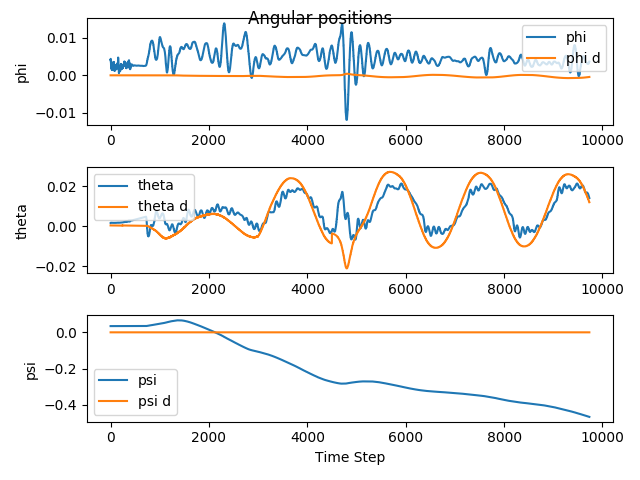 Angular positions
0.01
0.00
−0.01
phi
phi
phi d
0
2000
4000
6000
8000
10000
0.02
0.00
−0.02
theta
theta
theta d
0
2000
4000
6000
8000
10000
0.0
−0.2
−0.4
psi
psi
psi d
0
2000
4000
6000
8000
10000
Time Step